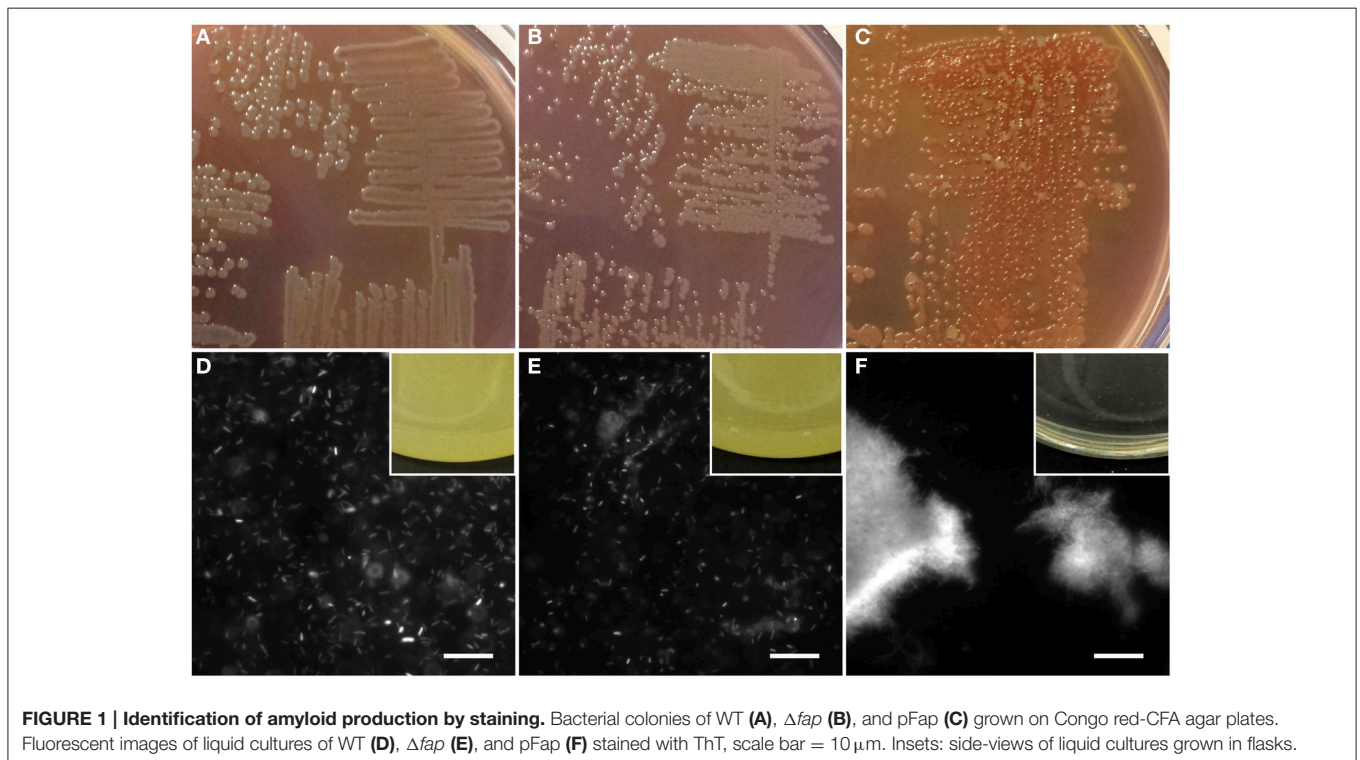 A B C
D E F
FIGURE 1 | Identification of amyloid production by staining. Bacterial colonies of WT (A), Δfap (B), and pFap (C) grown on Congo red-CFA agar plates.
Fluorescent images of liquid cultures of WT (D), Δfap (E), and pFap (F) stained with ThT, scale bar = 10 μm. Insets: side-views of liquid cultures grown in flasks.